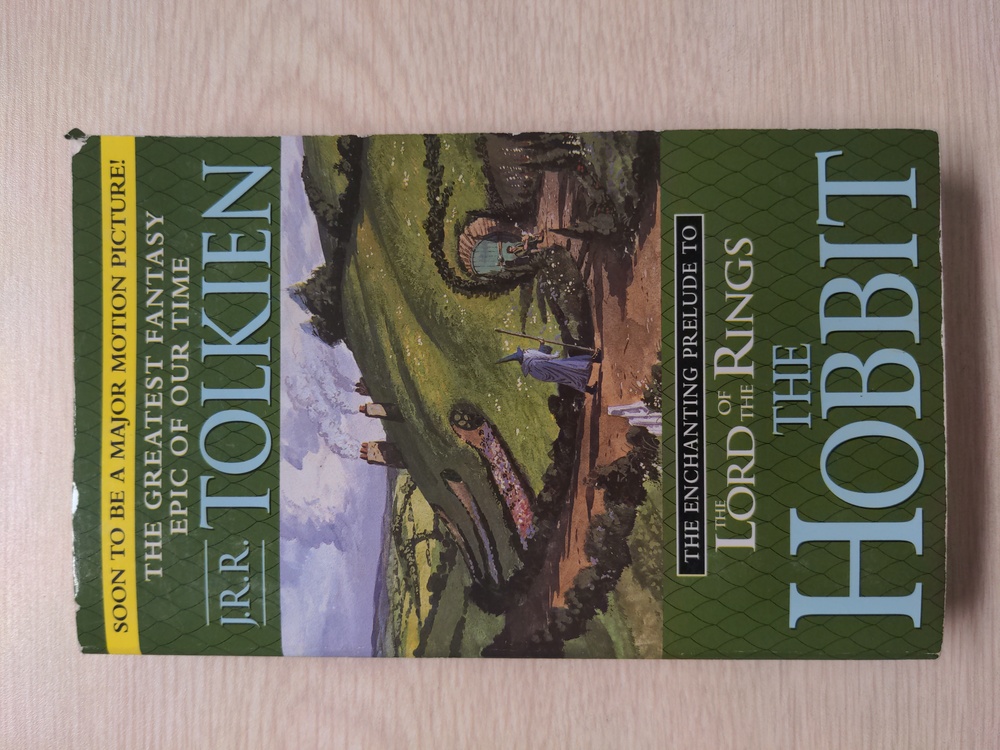 SOON TO BE A MAJOR MOTION PICTURE!
THE GREATEST FANTASY
EPIC OF OUR TIME
J.R.R. TOLKIEN
THE ENCHANTING PRELUDE TO
THE LORD OF THE RINGS
THE
HOBBIT